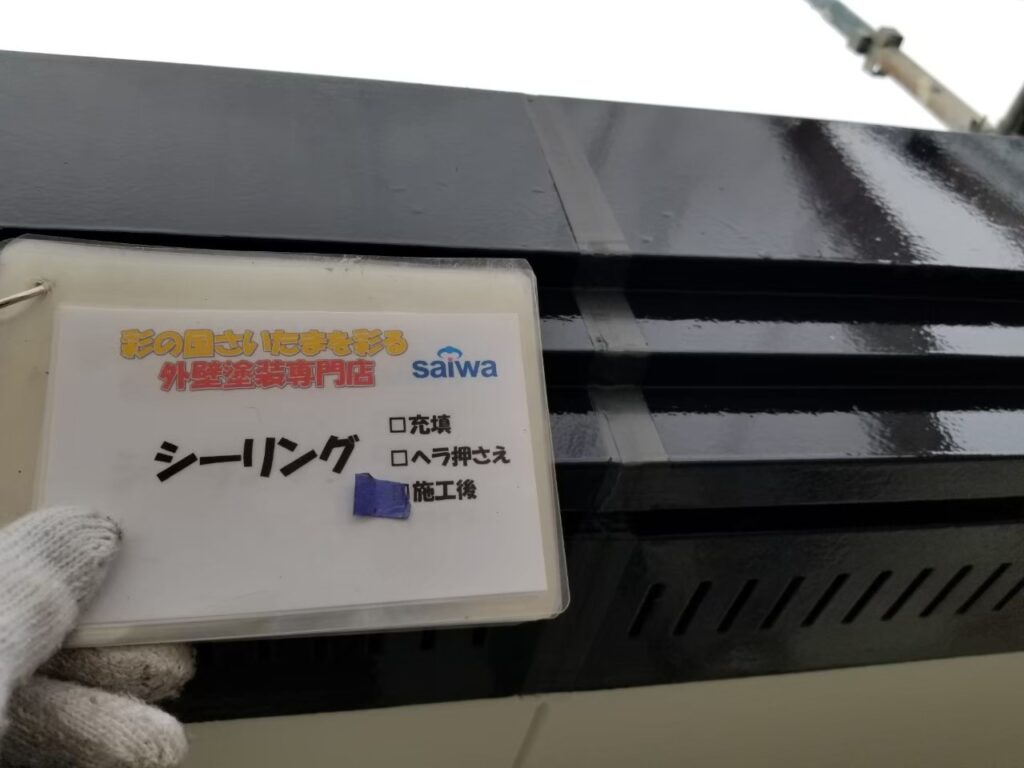 彩の国さいたまを彩る
外壁塗装専門店
saiwa
シーリング
□充填
□ヘラ押さえ
□施工後